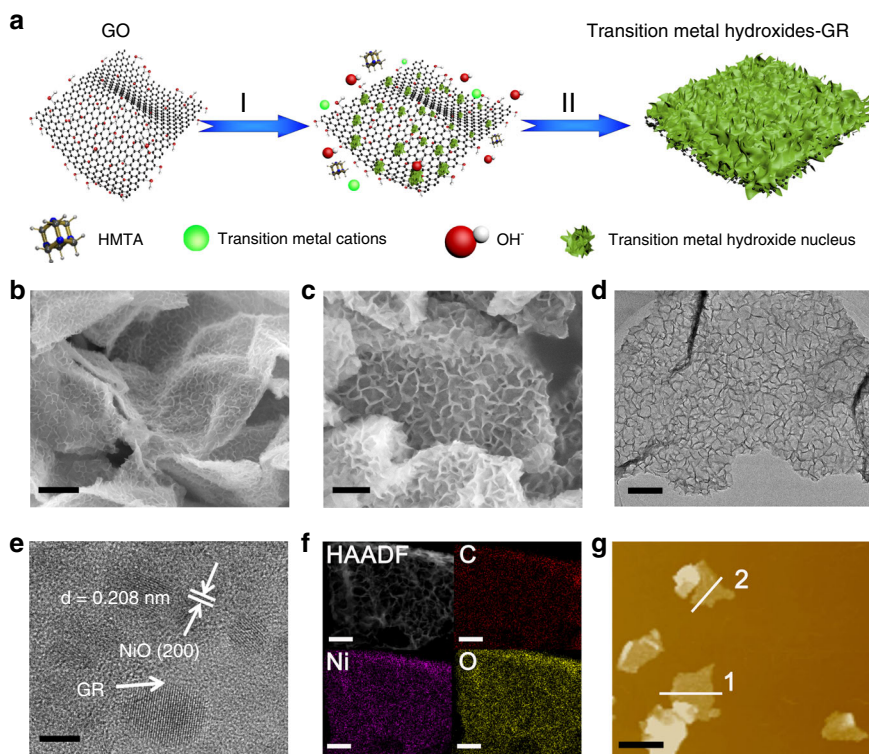 a
GO
Transition metal hydroxides-GR
I
II
HMTA
Transition metal cations
OH-
Transition metal hydroxide nucleus
b
c
d
e
d = 0.208 nm
NiO (200)
GR
f
HAADF
C
Ni
O
g
2
1